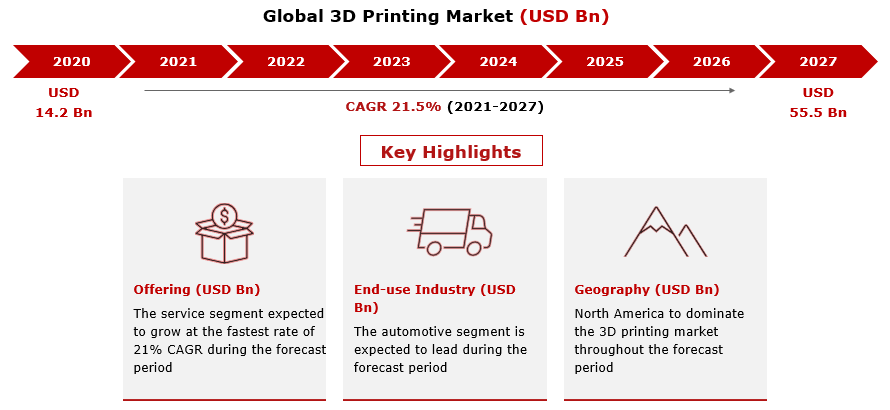 Global 3D Printing Market (USD Bn)
2020 2021 2022 2023 2024 2025 2026 2027
USD
14.2 Bn
CAGR 21.5% (2021-2027)
USD
55.5 Bn
Key Highlights
$
Offering (USD Bn)
The service segment expected
to grow at the fastest rate of
21% CAGR during the forecast
period
End-use Industry (USD
Bn)
The automotive segment is
expected to lead during the
forecast period
Geography (USD Bn)
North America to dominate
the 3D printing market
throughout the forecast
period